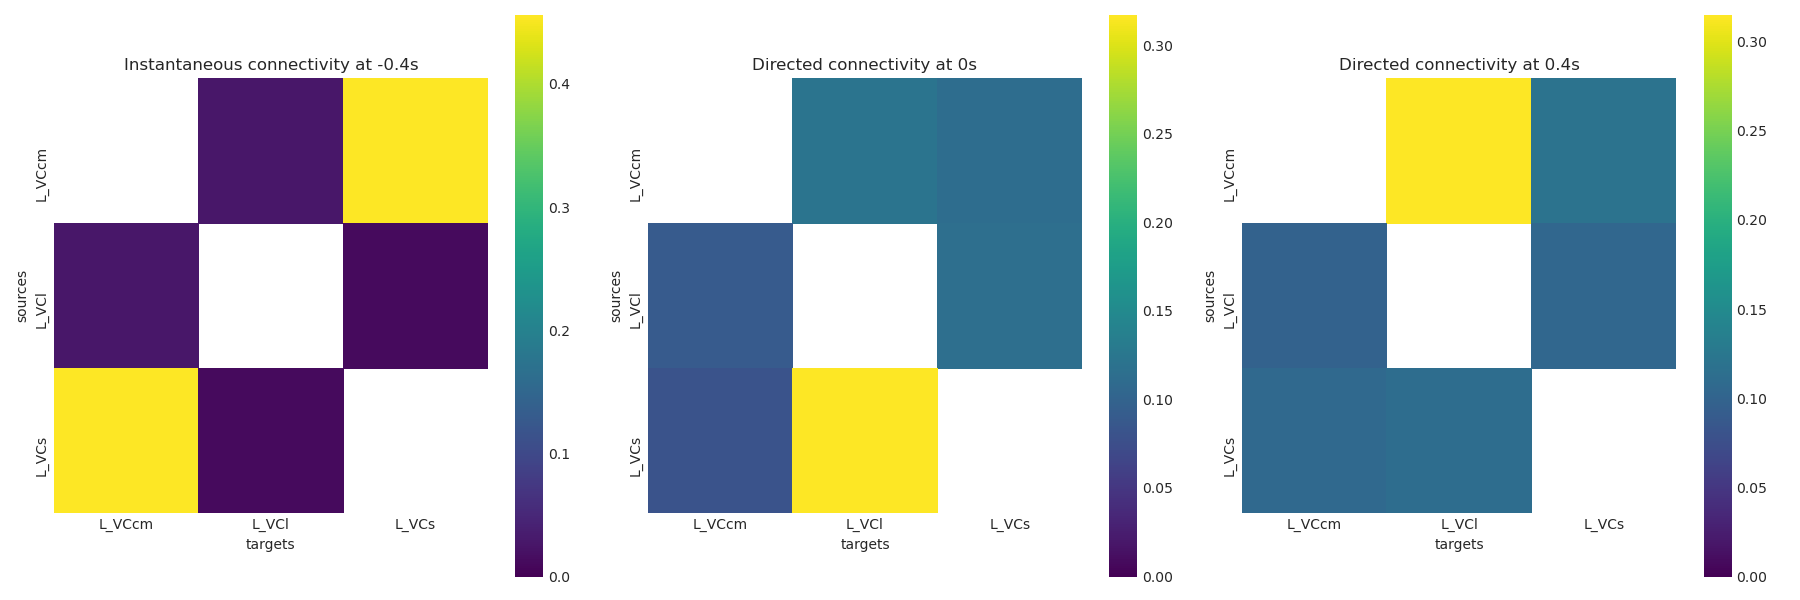 Instantaneous connectivity at -0.4s
sources
L_VCcm
L_VCl
L_VCs
L_VCcm L_VCl L_VCs
targets
0.4
0.3
0.2
0.1
0.0
Directed connectivity at 0s
sources
L_VCcm
L_VCl
L_VCs
L_VCcm L_VCl L_VCs
targets
0.30
0.25
0.20
0.15
0.10
0.05
0.00
Directed connectivity at 0.4s
sources
L_VCcm
L_VCl
L_VCs
L_VCcm L_VCl L_VCs
targets
0.30
0.25
0.20
0.15
0.10
0.05
0.00